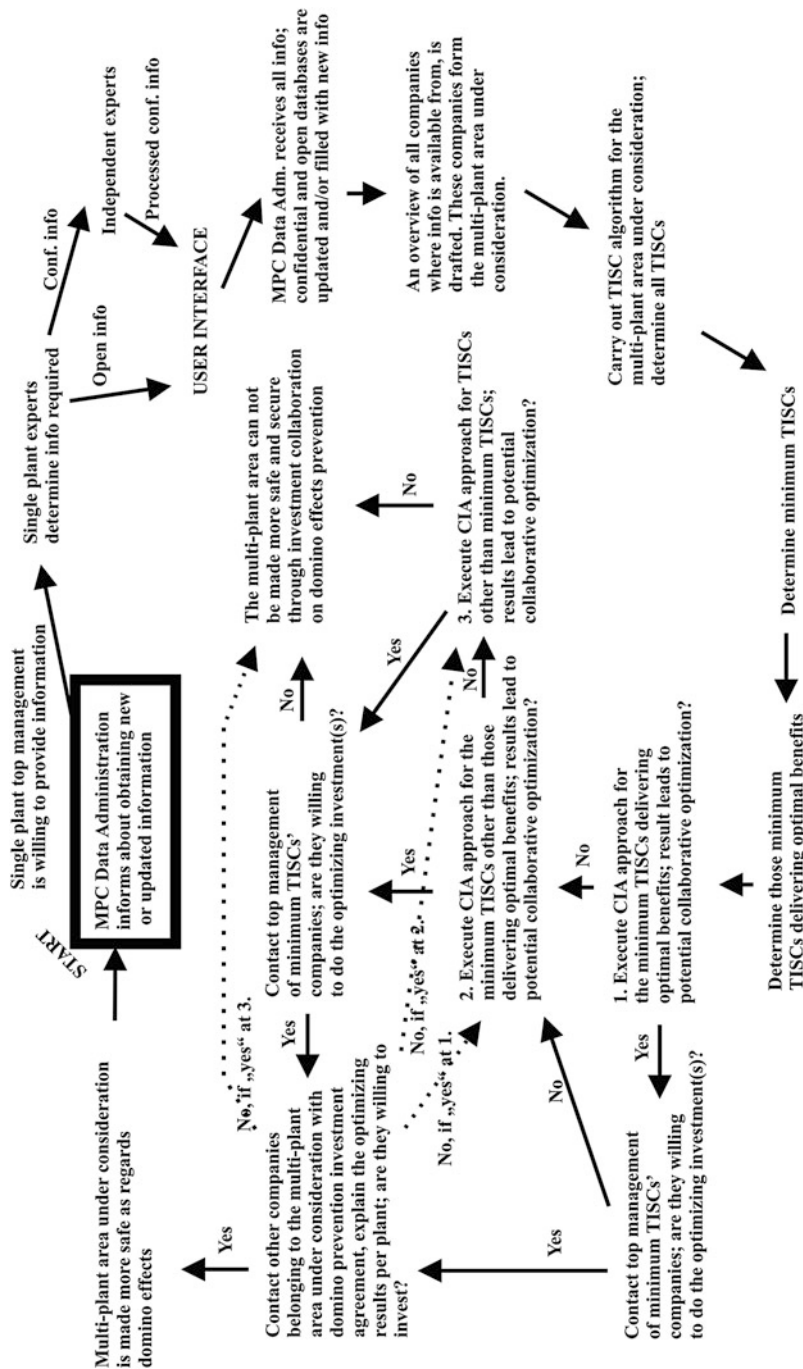 START
MPC Data Administration
informs about obtaining new
or updated information
Single plant top management
is willing to provide information
Single plant experts
determine info required
Conf. info
Independent experts
Processed conf. info
Open info
USER INTERFACE
MPC Data Adm. receives all info;
confidential and open databases are
updated and/or filled with new info
An overview of all companies
where info is available from, is
drafted. These companies form
the multi-plant area under
consideration.
Carry out TISC algorithm for the
multi-plant area under consideration;
determine all TISCs
Determine minimum TISCs
Determine those minimum
TISCs delivering optimal benefits
1. Execute CIA approach for
the minimum TISCs delivering
optimal benefits; result leads to
potential collaborative optimization?
Yes
No
Contact top management
of minimum TISCs'
companies; are they willing
to do the optimizing investment(s)?
Yes
No
2. Execute CIA approach for the
minimum TISCs other than those
delivering optimal benefits; results lead to
potential collaborative optimization?
Yes
No
3. Execute CIA approach for TISCs
other than minimum TISCs;
results lead to potential
collaborative optimization?
Yes
No
Contact top management
of minimum TISCs'
companies; are they willing
to do the optimizing investment(s)?
Yes
No
The multi-plant area can not
be made more safe and secure
through investment collaboration
on domino effects prevention
Contact other companies
belonging to the multi-plant
area under consideration with
domino prevention investment
agreement, explain the optimizing
results per plant; are they willing to
invest?
No, if „yes“ at 1.
No, if „yes“ at 2.
No, if „yes“ at 3.
Yes
Multi-plant area under consideration
is made more safe as regards
domino effects